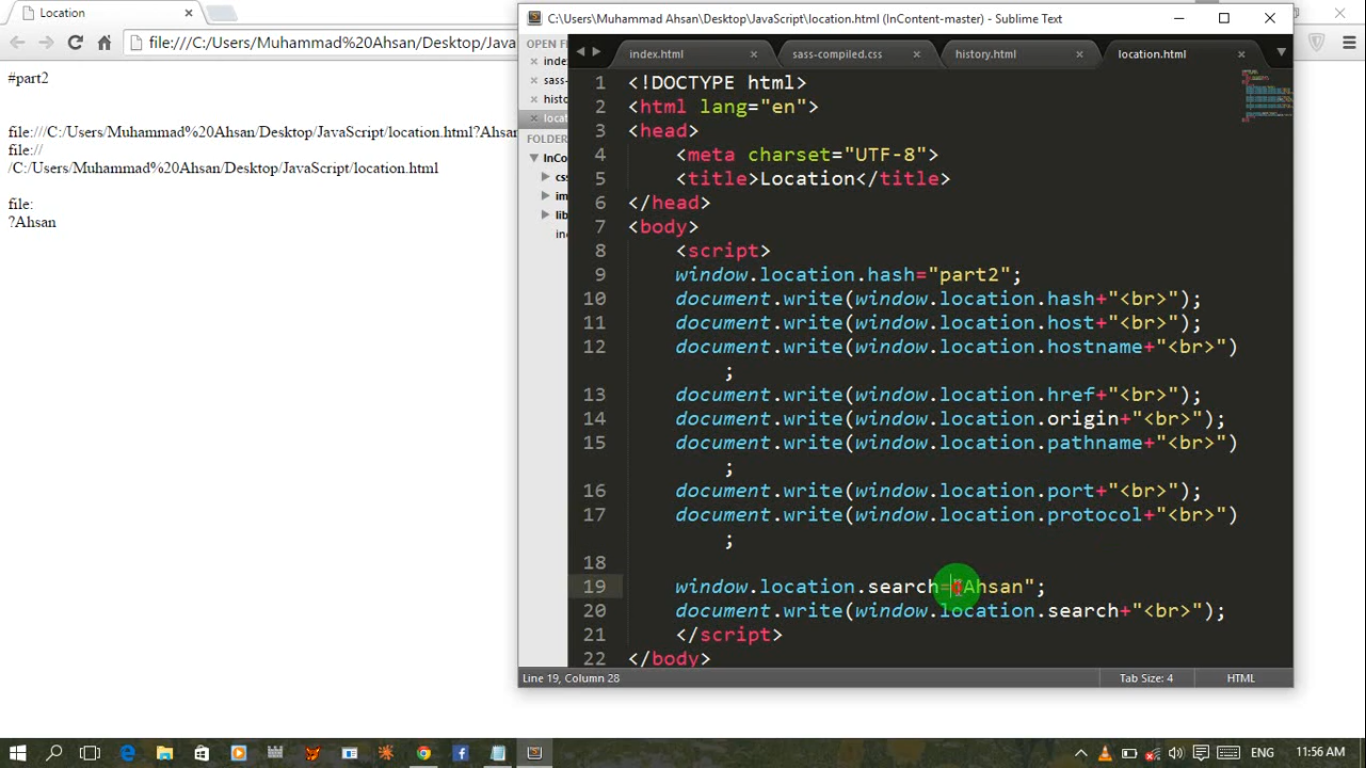 Location
file:///C:/Users/Muhammad%20Ahsan/Desktop/Java
#part2
file:///C:/Users/Muhammad%20Ahsan/Desktop/JavaScript/location.html?Ahsan
file://
/C:/Users/Muhammad%20Ahsan/Desktop/JavaScript/location.html
file:
?Ahsan
C:\Users\Muhammad Ahsan\Desktop\JavaScript\location.html (InContent-master) - Sublime Text
OPEN FI
inde
sass-
histo
locat
FOLDER
InCo
css
im
lib
in
index.html
sass-compiled.css
history.html
location.html
1 <!DOCTYPE html>
2 <html lang="en">
3 <head>
4 <meta charset="UTF-8">
5 <title>Location</title>
6 </head>
7 <body>
8 <script>
9 window.location.hash="part2";
10 document.write(window.location.hash+"<br>");
11 document.write(window.location.host+"<br>");
12 document.write(window.location.hostname+"<br>")
;
13 document.write(window.location.href+"<br>");
14 document.write(window.location.origin+"<br>");
15 document.write(window.location.pathname+"<br>")
;
16 document.write(window.location.port+"<br>");
17 document.write(window.location.protocol+"<br>")
;
18
19 window.location.search="Ahsan";
20 document.write(window.location.search+"<br>");
21 </script>
22 </body>
Line 19, Column 28
Tab Size: 4
HTML
ENG
11:56 AM